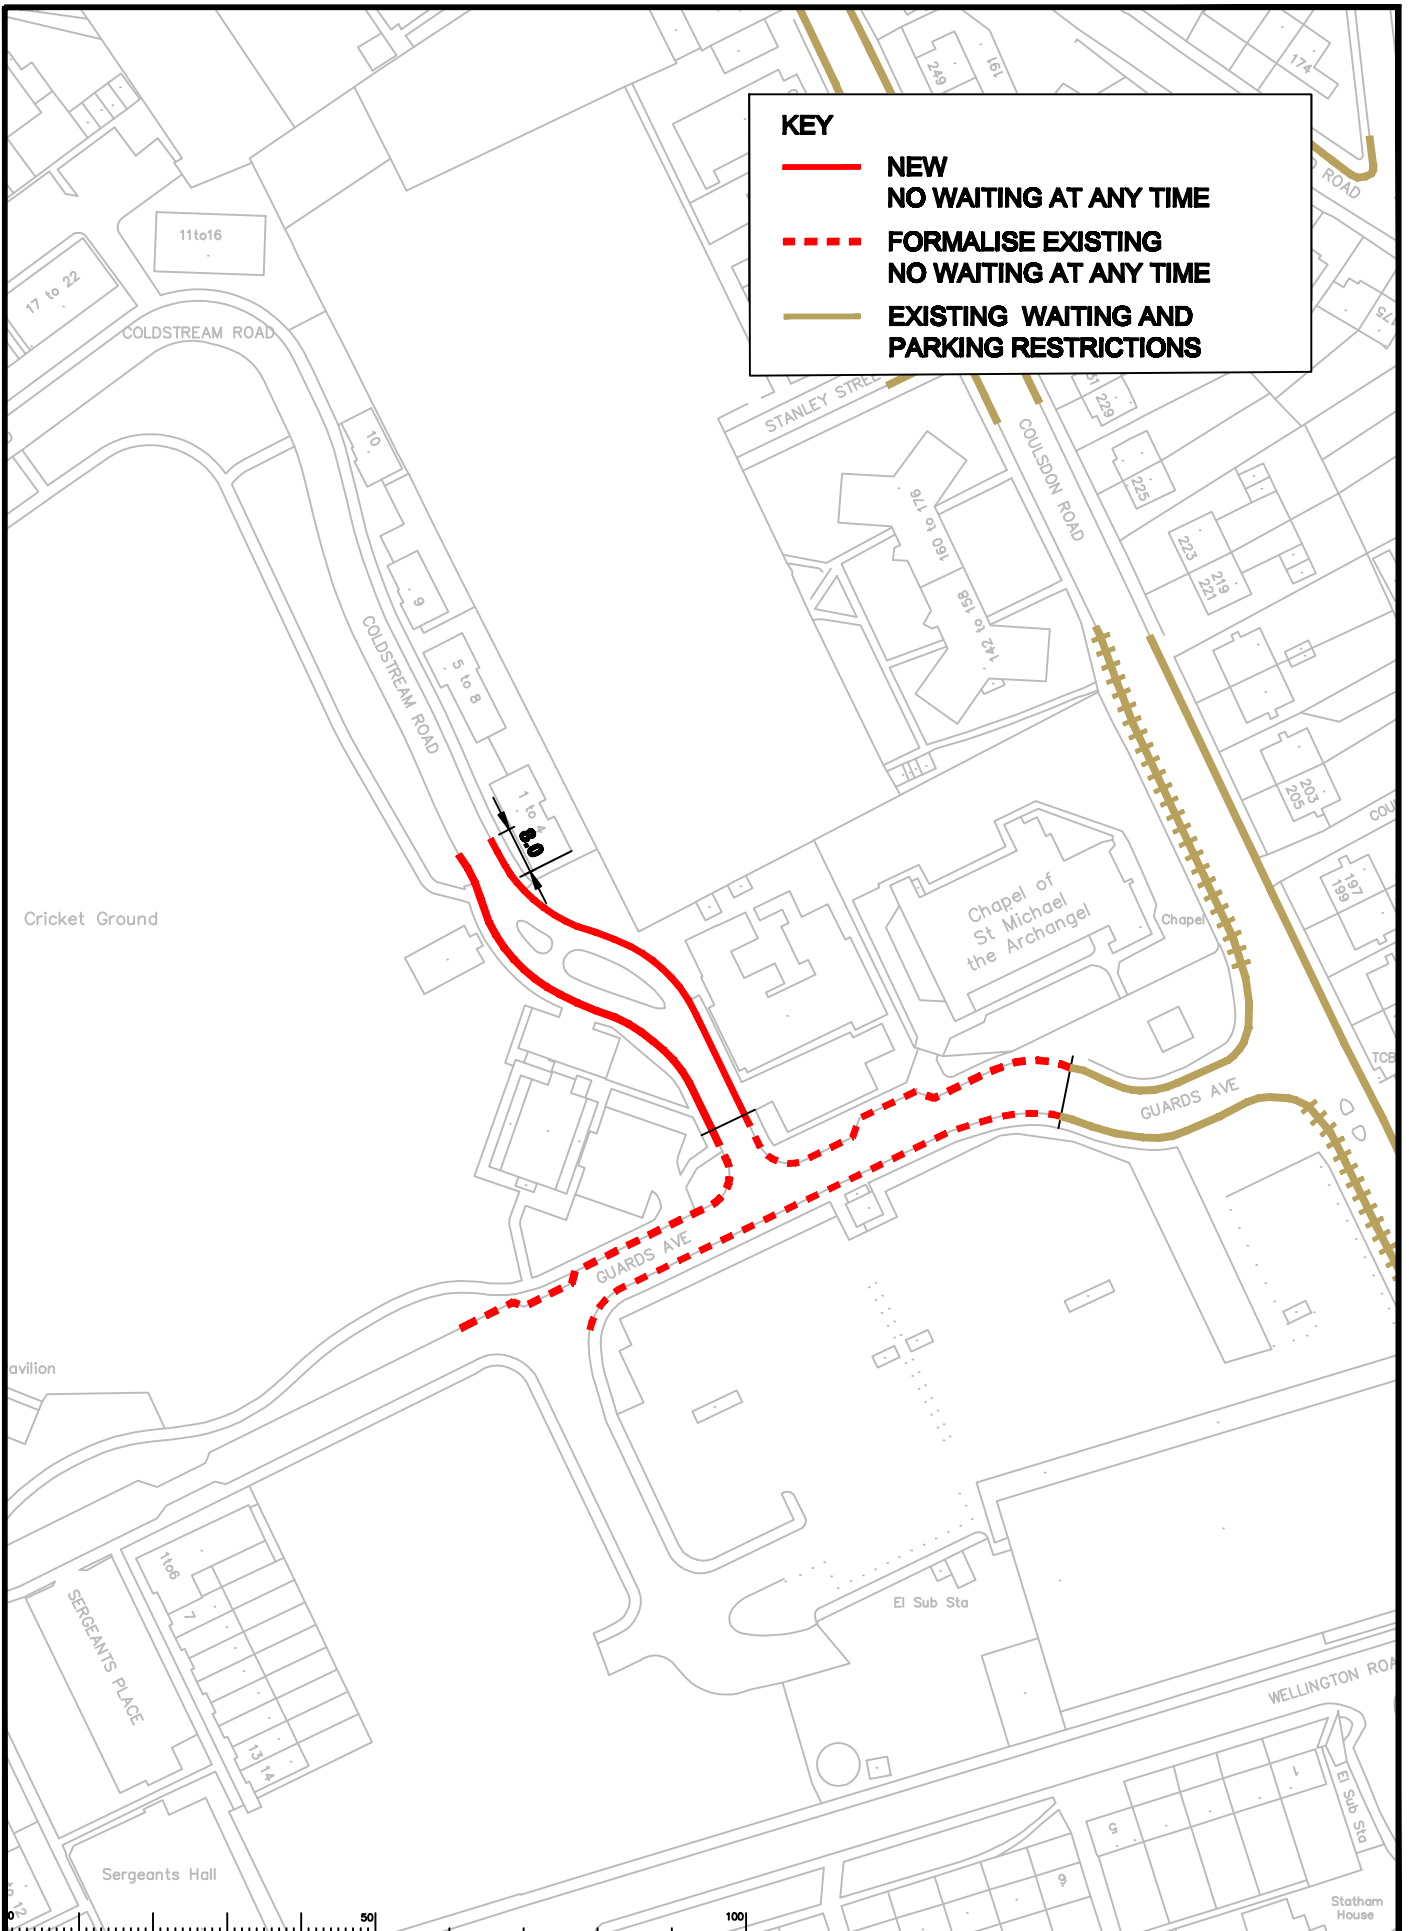 249
191
174
KEY
NEW
NO WAITING AT ANY TIME
FORMALISE EXISTING
NO WAITING AT ANY TIME
EXISTING  WAITING AND
PARKING RESTRICTIONS
ROAD
175
11to16
17 to 22
COLDSTREAM ROAD
STANLEY
229
10
COULSDON ROAD
225
160 to 176
223
219
221
9
142 to 158
COLDSTREAM ROAD
5 to 8
1 to 4
8.0
203
205
197
199
Cricket Ground
Chapel of
St Michael
the Archangel
Chapel
TCB
GUARDS AVE
GUARDS AVE
1to6
7
El Sub Sta
SERGEANTS PLACE
WELLINGTON
13
14
1
El Sub Sta
5
6
Sergeants Hall
Statham
House
0
50
100